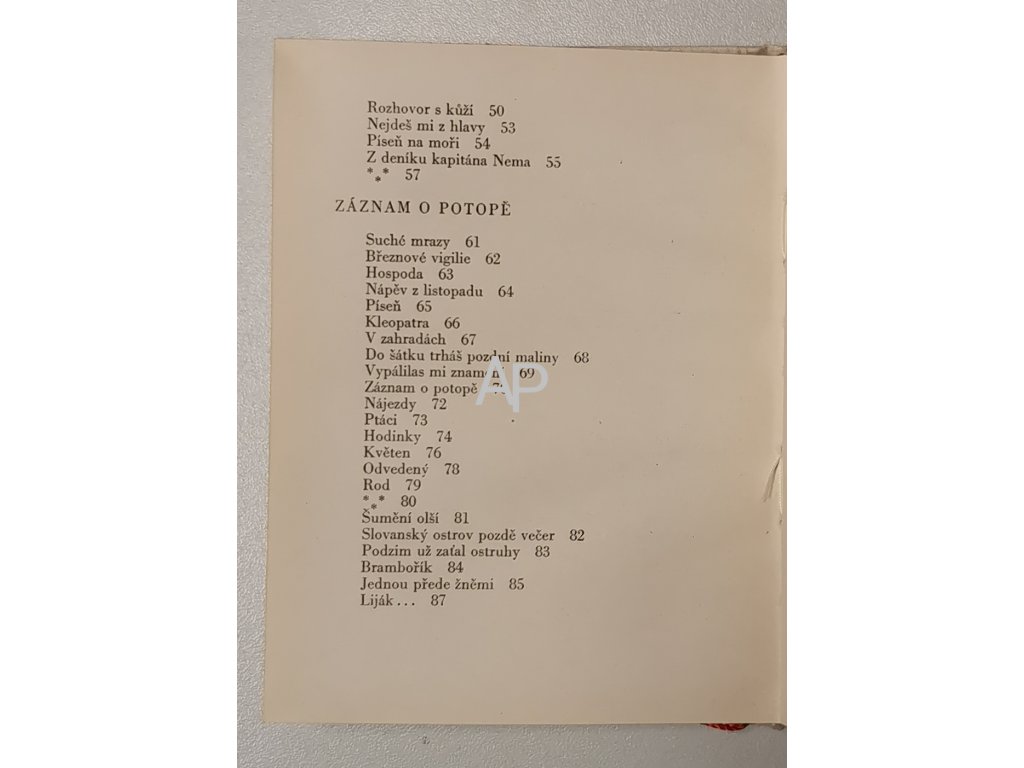 Rozhovor s kůží 50
Nejdeš mi z hlavy 53
Píseň na moři 54
Z deníku kapitána Nema 55
*** 57
ZÁZNAM O POTOPĚ
Suché mrazy 61
Březnové vigilie 62
Hospoda 63
Nápěv z listopadu 64
Píseň 65
Kleopatra 66
V zahradách 67
Do šátku trháš pozdní maliny 68
Vypálilas mi znamení 69
Záznam o potopě
Nájezdy 72
Ptáci 73
Hodinky 74
Květen 76
Odvedený 78
Rod 79
*** 80
Šumění olší 81
Slovanský ostrov pozdě večer 82
Podzim už zaťal ostruhy 83
Brambořík 84
Jednou přede žněmi 85
Liják... 87
AP